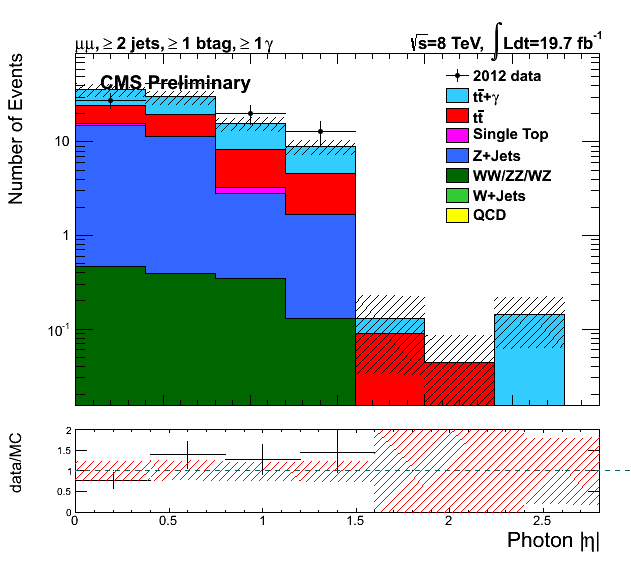 μμ, ≥ 2 jets, ≥ 1 btag, ≥ 1 γ
√s=8 TeV, ∫ Ldt=19.7 fb⁻¹
CMS Preliminary
2012 data
tt̄+γ
tt̄
Single Top
Z+Jets
WW/ZZ/WZ
W+Jets
QCD
Number of Events
10
1
10⁻¹
data/MC
2
1.5
1
0.5
0
0 0.5 1 1.5 2 2.5
Photon |η|